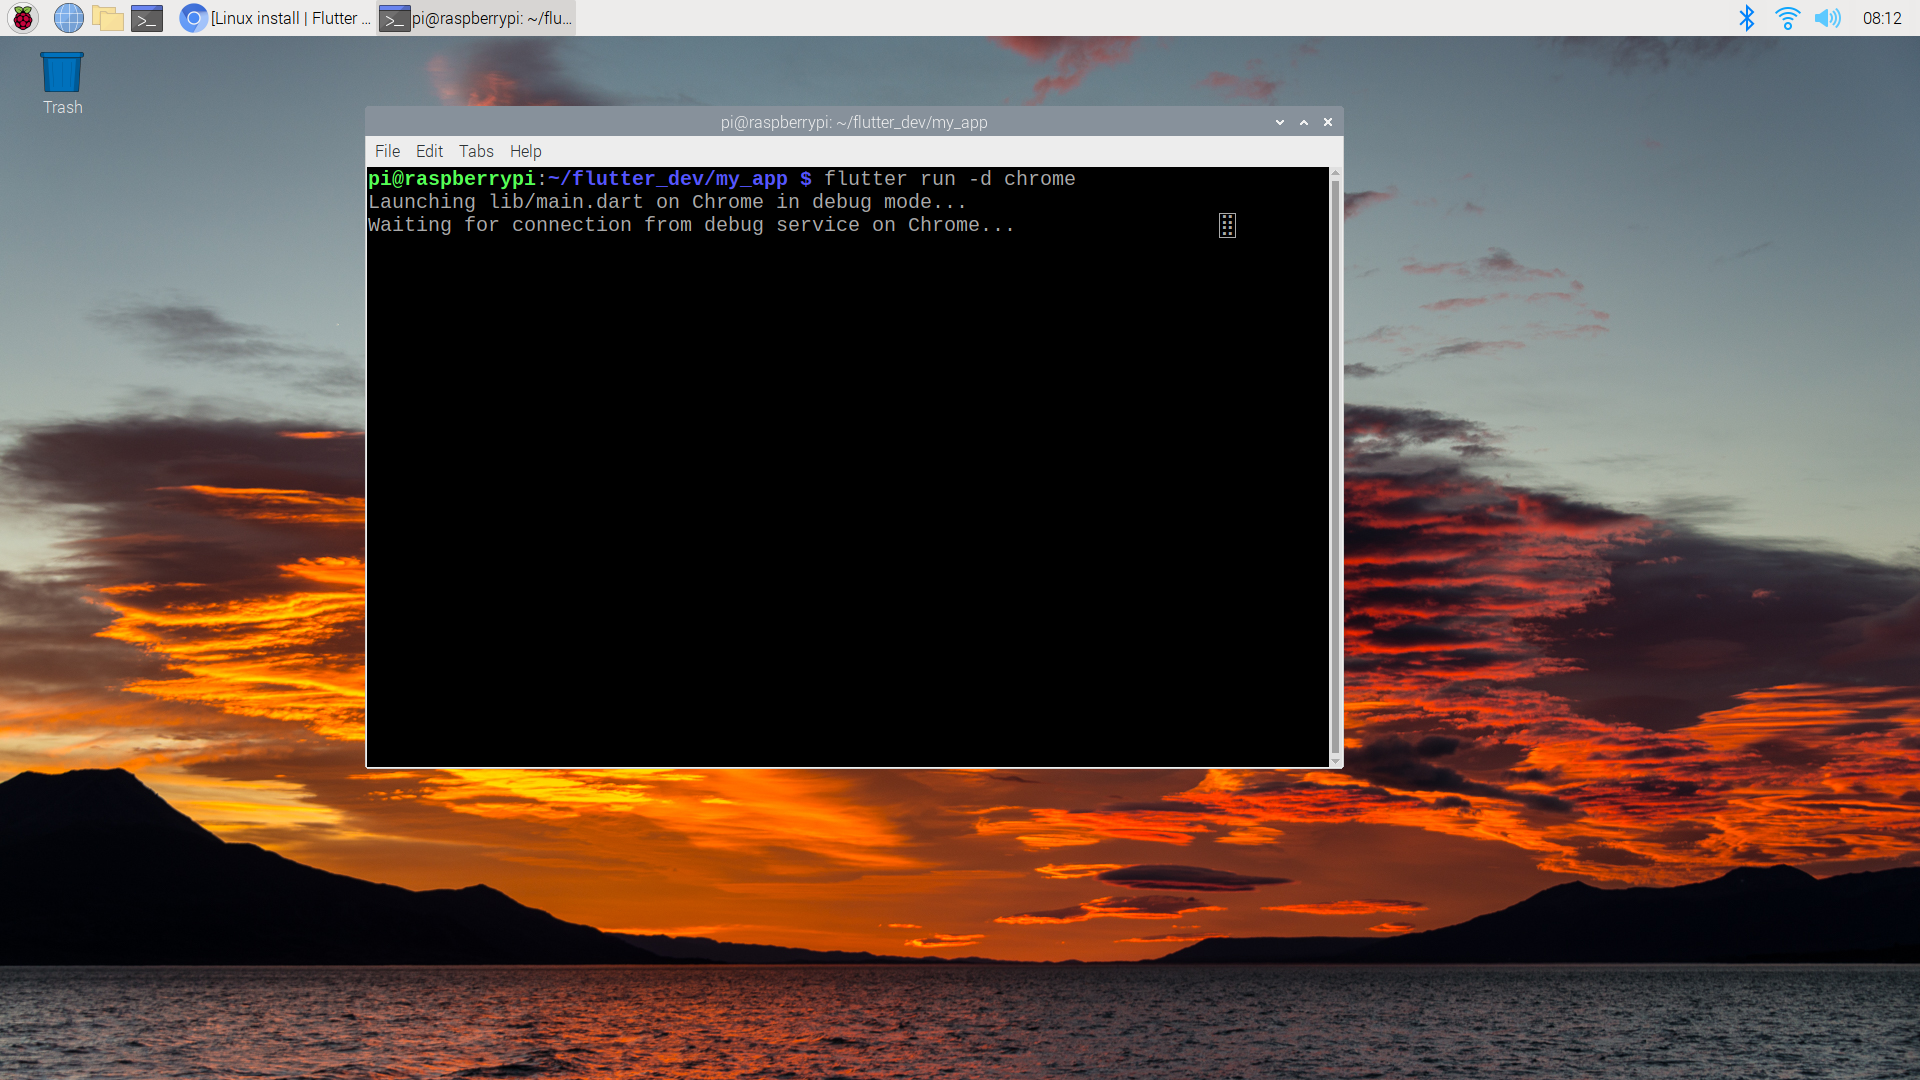 [Linux install | Flutter ...
pi@raspberrypi: ~/flu...
08:12
Trash
pi@raspberrypi: ~/flutter_dev/my_app
File Edit Tabs Help
pi@raspberrypi:~/flutter_dev/my_app $ flutter run -d chrome
Launching lib/main.dart on Chrome in debug mode...
Waiting for connection from debug service on Chrome... ⣿